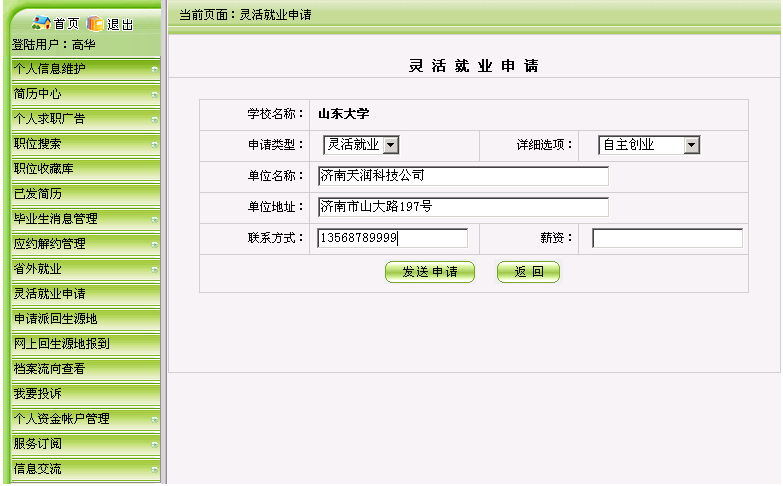 首页 退出
登陆用户：高华
个人信息维护
简历中心
个人求职广告
职位搜索
职位收藏库
已发简历
毕业生消息管理
应约解约管理
省外就业
灵活就业申请
申请派回生源地
网上回生源地报到
档案流向查看
我要投诉
个人资金帐户管理
服务订阅
信息交流
当前页面：灵活就业申请
灵活就业申请
学校名称： 山东大学
申请类型： 灵活就业 详细选项： 自主创业
单位名称： 济南天润科技公司
单位地址： 济南市山大路197号
联系方式： 13568789999 薪资：
发送申请 返回